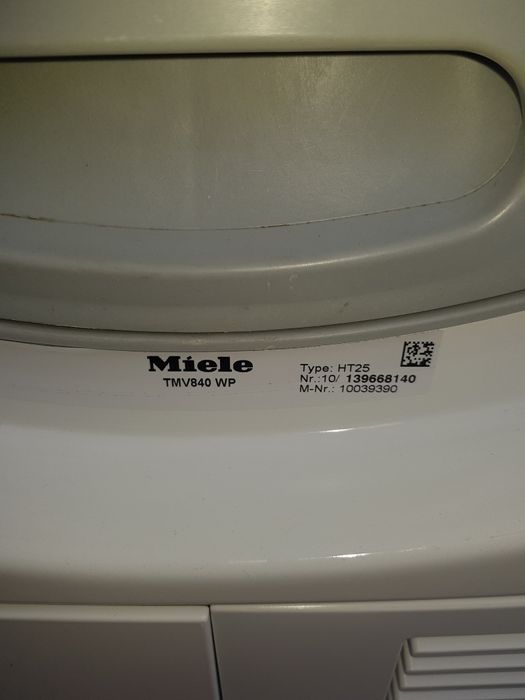 Miele
TMV840 WP
Type: HT25
Nr.:10/ 139668140
M-Nr.: 10039390